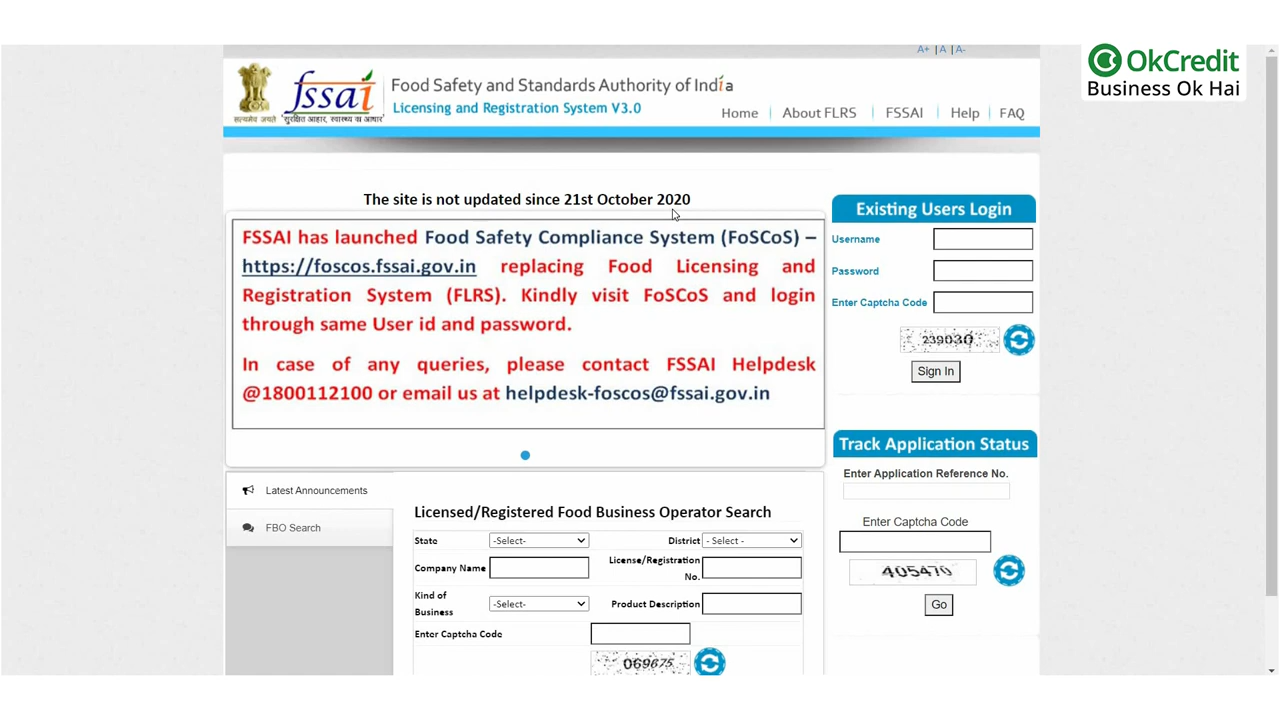 A+ | A | A-
OkCredit
Business Ok Hai
सत्यमेव जयते
fssai
Food Safety and Standards Authority of India
Licensing and Registration System V3.0
Home
About FLRS
FSSAI
Help
FAQ
The site is not updated since 21st October 2020
FSSAI has launched Food Safety Compliance System (FoSCoS) –
https://foscos.fssai.gov.in replacing Food Licensing and
Registration System (FLRS). Kindly visit FoSCoS and login
through same User id and password.
In case of any queries, please contact FSSAI Helpdesk
@1800112100 or email us at helpdesk-foscos@fssai.gov.in
Existing Users Login
Username
Password
Enter Captcha Code
239030
Sign In
Track Application Status
Enter Application Reference No.
Enter Captcha Code
405470
Go
Latest Announcements
FBO Search
Licensed/Registered Food Business Operator Search
State
-Select-
District
- Select -
Company Name
License/Registration
No.
Kind of
Business
-Select-
Product Description
Enter Captcha Code
069675